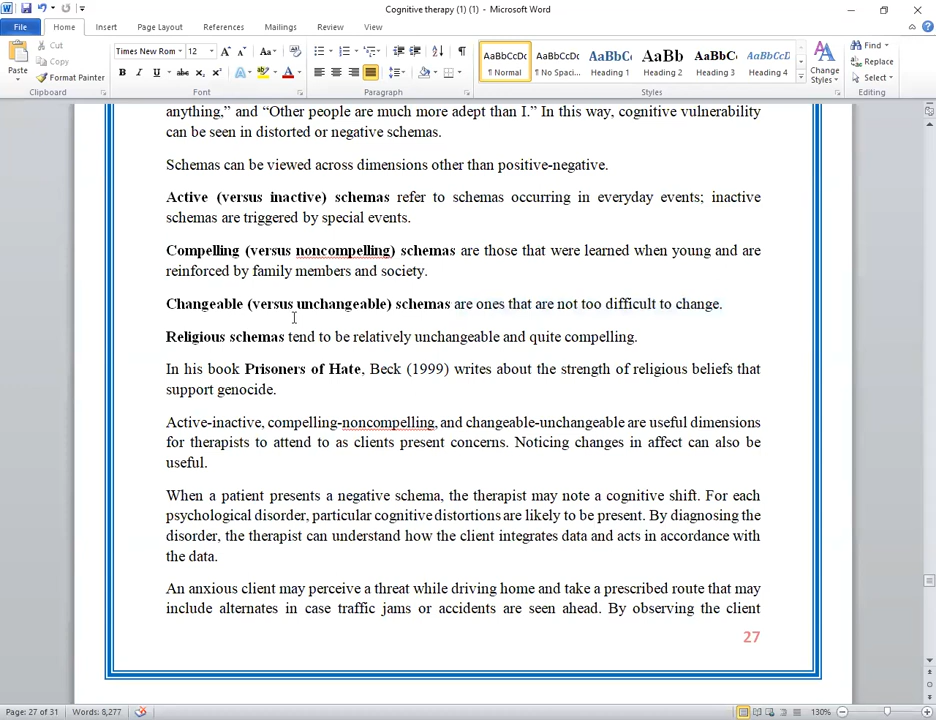 Cognitive therapy (1) (1) - Microsoft Word
File Home Insert Page Layout References Mailings Review View
Paste
Cut
Copy
Format Painter
Clipboard
Times New Rom 12
Font
Paragraph
AaBbCcDc ¶ Normal
AaBbCcDc ¶ No Spaci...
AaBbCc Heading 1
AaBb Heading 2
AaBbC Heading 3
AaBbCcD Heading 4
Change Styles
Styles
Find
Replace
Select
Editing
anything,” and “Other people are much more adept than I.” In this way, cognitive vulnerability
can be seen in distorted or negative schemas.
Schemas can be viewed across dimensions other than positive-negative.
Active (versus inactive) schemas refer to schemas occurring in everyday events; inactive
schemas are triggered by special events.
Compelling (versus noncompelling) schemas are those that were learned when young and are
reinforced by family members and society.
Changeable (versus unchangeable) schemas are ones that are not too difficult to change.
Religious schemas tend to be relatively unchangeable and quite compelling.
In his book Prisoners of Hate, Beck (1999) writes about the strength of religious beliefs that
support genocide.
Active-inactive, compelling-noncompelling, and changeable-unchangeable are useful dimensions
for therapists to attend to as clients present concerns. Noticing changes in affect can also be
useful.
When a patient presents a negative schema, the therapist may note a cognitive shift. For each
psychological disorder, particular cognitive distortions are likely to be present. By diagnosing the
disorder, the therapist can understand how the client integrates data and acts in accordance with
the data.
An anxious client may perceive a threat while driving home and take a prescribed route that may
include alternates in case traffic jams or accidents are seen ahead. By observing the client
27
Page: 27 of 31 Words: 8,277 130%